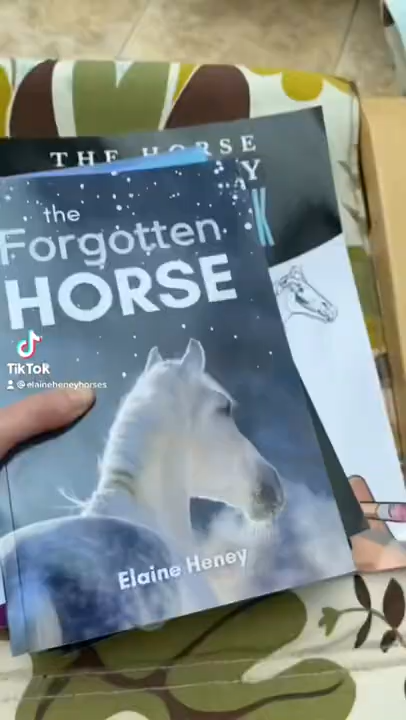 THE HORSE
Y
K
the
Forgotten
HORSE
TikTok
@elaineheneyhorses
Elaine Heney